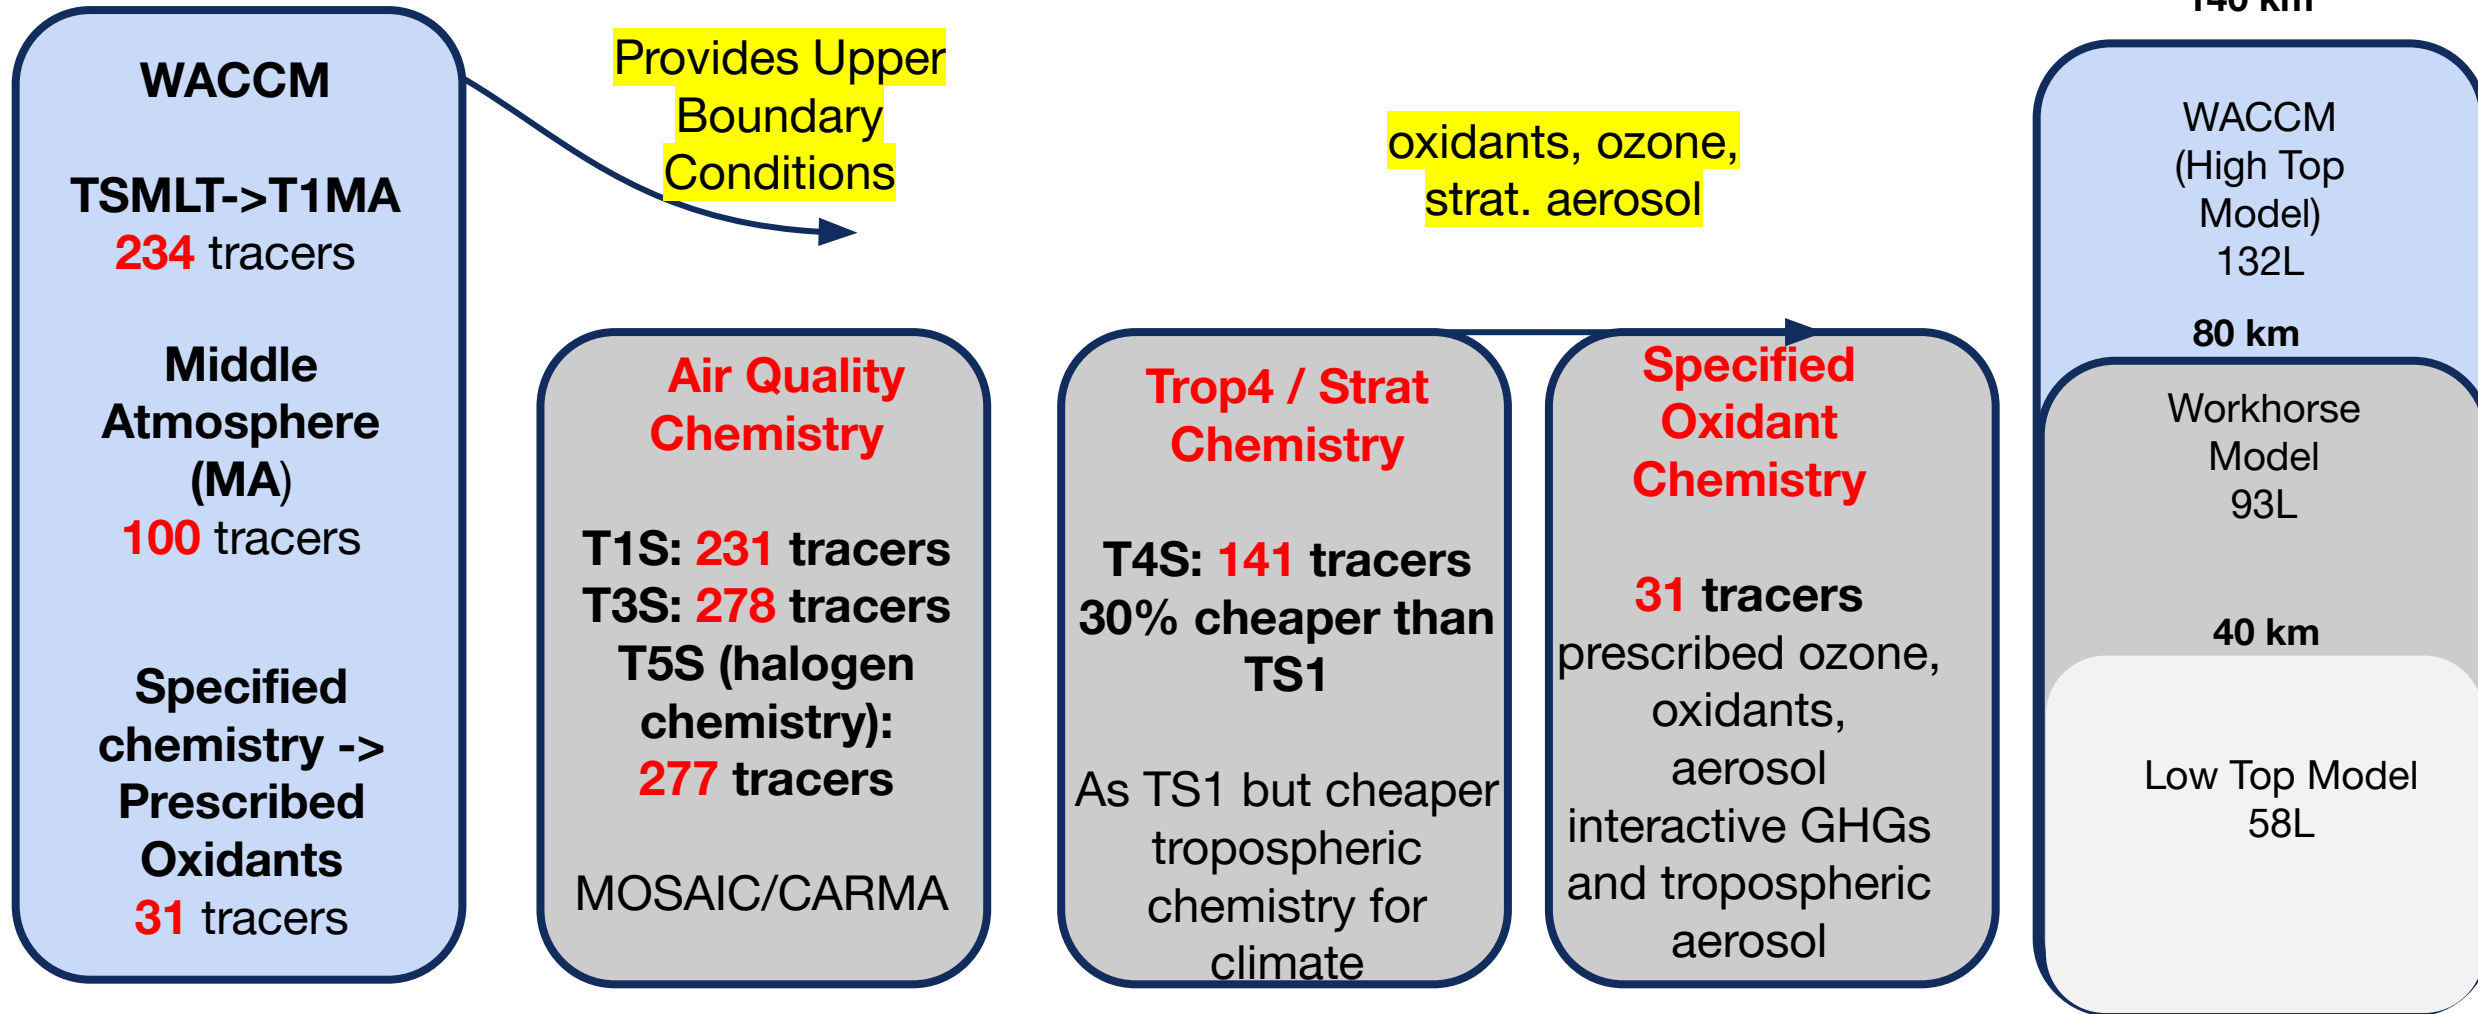 WACCM
TSMLT->T1MA
234 tracers
Middle
Atmosphere
(MA)
100 tracers
Specified
chemistry ->
Prescribed
Oxidants
31 tracers
Provides Upper
Boundary
Conditions
Air Quality
Chemistry
T1S: 231 tracers
T3S: 278 tracers
T5S (halogen
chemistry):
277 tracers
MOSAIC/CARMA
oxidants, ozone,
strat. aerosol
Trop4 / Strat
Chemistry
T4S: 141 tracers
30% cheaper than
TS1
As TS1 but cheaper
tropospheric
chemistry for
climate
Specified
Oxidant
Chemistry
31 tracers
prescribed ozone,
oxidants,
aerosol
interactive GHGs
and tropospheric
aerosol
140 km
WACCM
(High Top
Model)
132L
80 km
Workhorse
Model
93L
40 km
Low Top Model
58L